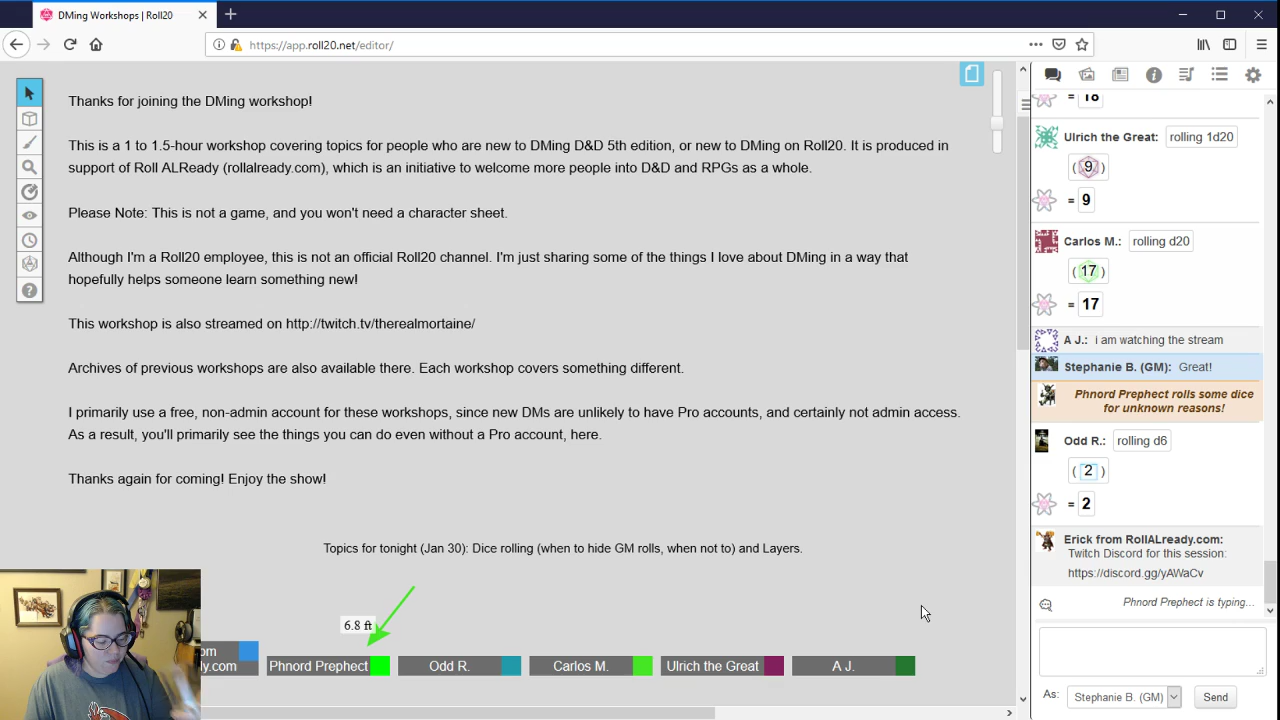 DMing Workshops | Roll20
https://app.roll20.net/editor/
Thanks for joining the DMing workshop!
This is a 1 to 1.5-hour workshop covering topics for people who are new to DMing D&D 5th edition, or new to DMing on Roll20. It is produced in
support of Roll ALReady (rollalready.com), which is an initiative to welcome more people into D&D and RPGs as a whole.
Please Note: This is not a game, and you won't need a character sheet.
Although I'm a Roll20 employee, this is not an official Roll20 channel. I'm just sharing some of the things I love about DMing in a way that
hopefully helps someone learn something new!
This workshop is also streamed on http://twitch.tv/therealmortaine/
Archives of previous workshops are also available there. Each workshop covers something different.
I primarily use a free, non-admin account for these workshops, since new DMs are unlikely to have Pro accounts, and certainly not admin access.
As a result, you'll primarily see the things you can do even without a Pro account, here.
Thanks again for coming! Enjoy the show!
Topics for tonight (Jan 30): Dice rolling (when to hide GM rolls, when not to) and Layers.
6.8 ft
om
ady.com
Phnord Prephect
Odd R.
Carlos M.
Ulrich the Great
A J.
= 18
Ulrich the Great: rolling 1d20
(9)
= 9
Carlos M.: rolling d20
(17)
= 17
A J.: i am watching the stream
Stephanie B. (GM): Great!
Phnord Prephect rolls some dice
for unknown reasons!
Odd R.: rolling d6
(2)
= 2
Erick from RollALready.com:
Twitch Discord for this session:
https://discord.gg/yAWaCv
Phnord Prephect is typing...
As: Stephanie B. (GM) Send